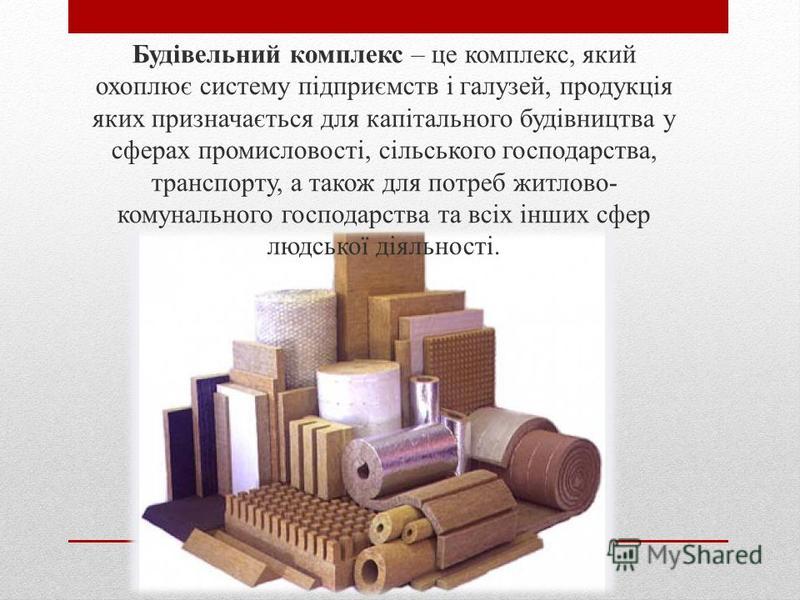 Будівельний комплекс – це комплекс, який
охоплює систему підприємств і галузей, продукція
яких призначається для капітального будівництва у
сферах промисловості, сільського господарства,
транспорту, а також для потреб житлово-
комунального господарства та всіх інших сфер
людської діяльності.
MyShared